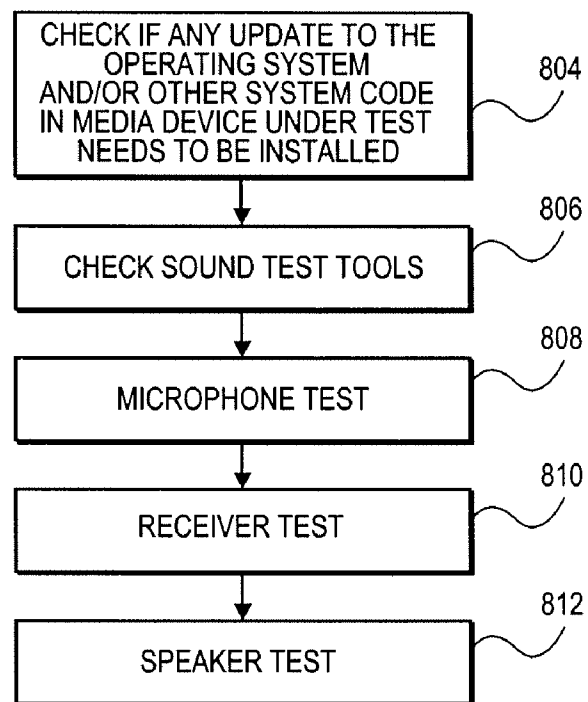 CHECK IF ANY UPDATE TO THE
OPERATING SYSTEM
AND/OR OTHER SYSTEM CODE
IN MEDIA DEVICE UNDER TEST
NEEDS TO BE INSTALLED
804
CHECK SOUND TEST TOOLS
806
MICROPHONE TEST
808
RECEIVER TEST
810
SPEAKER TEST
812